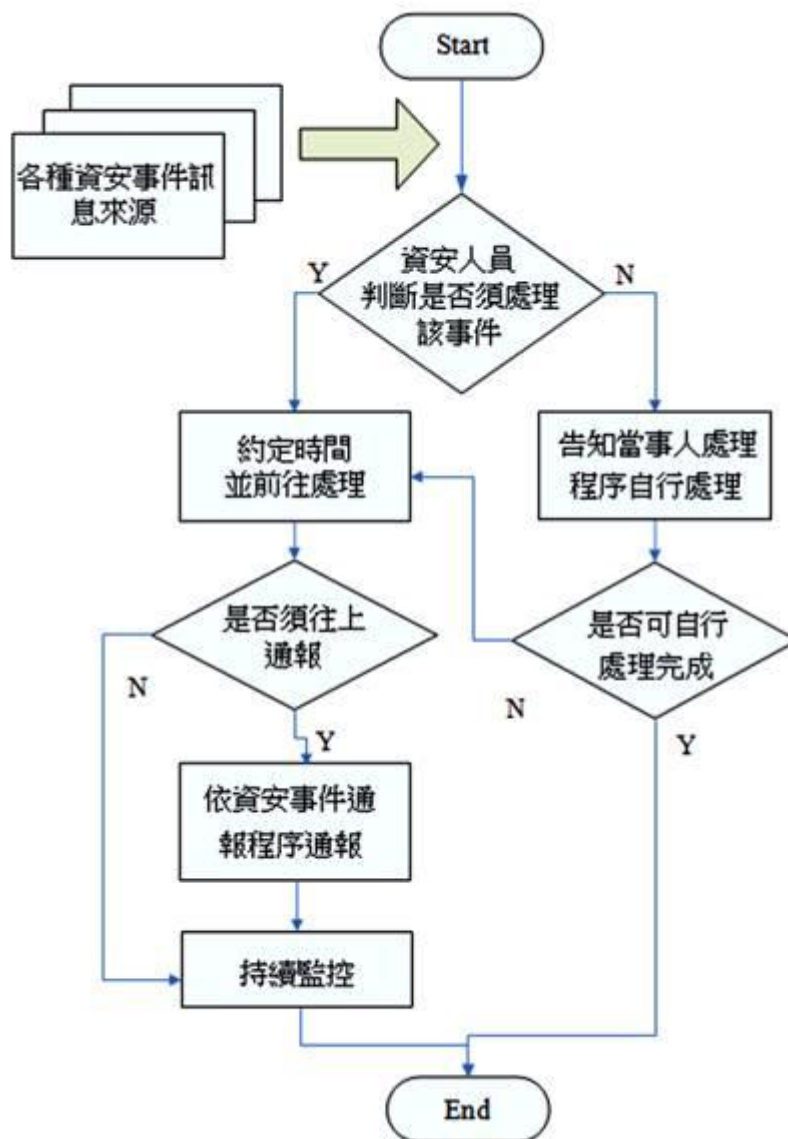 Start
各種資安事件訊
息來源
資安人員
判斷是否須處理
該事件
Y
N
約定時間
並前往處理
告知當事人處理
程序自行處理
是否須往上
通報
是否可自行
處理完成
N
Y
N
Y
依資安事件通
報程序通報
持續監控
End